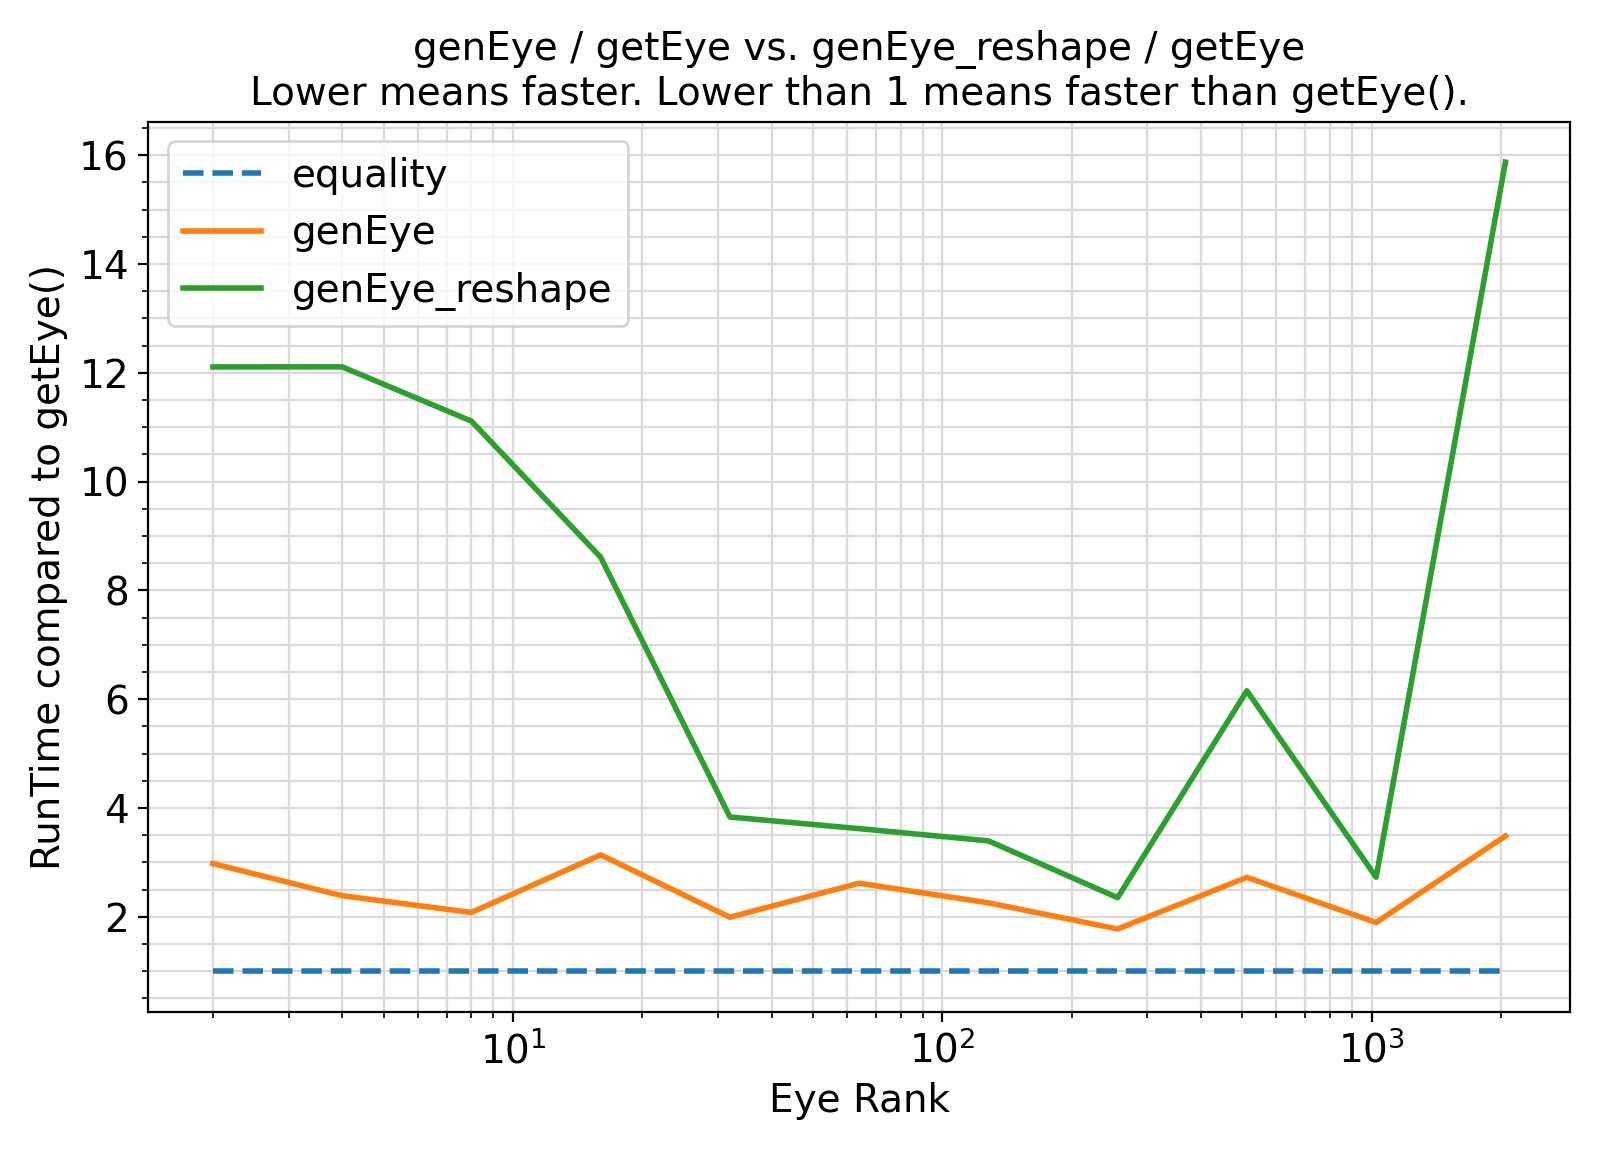 genEye / getEye vs. genEye_reshape / getEye
Lower means faster. Lower than 1 means faster than getEye().
equality
genEye
genEye_reshape
RunTime compared to getEye()
16
14
12
10
8
6
4
2
10¹
10²
10³
Eye Rank